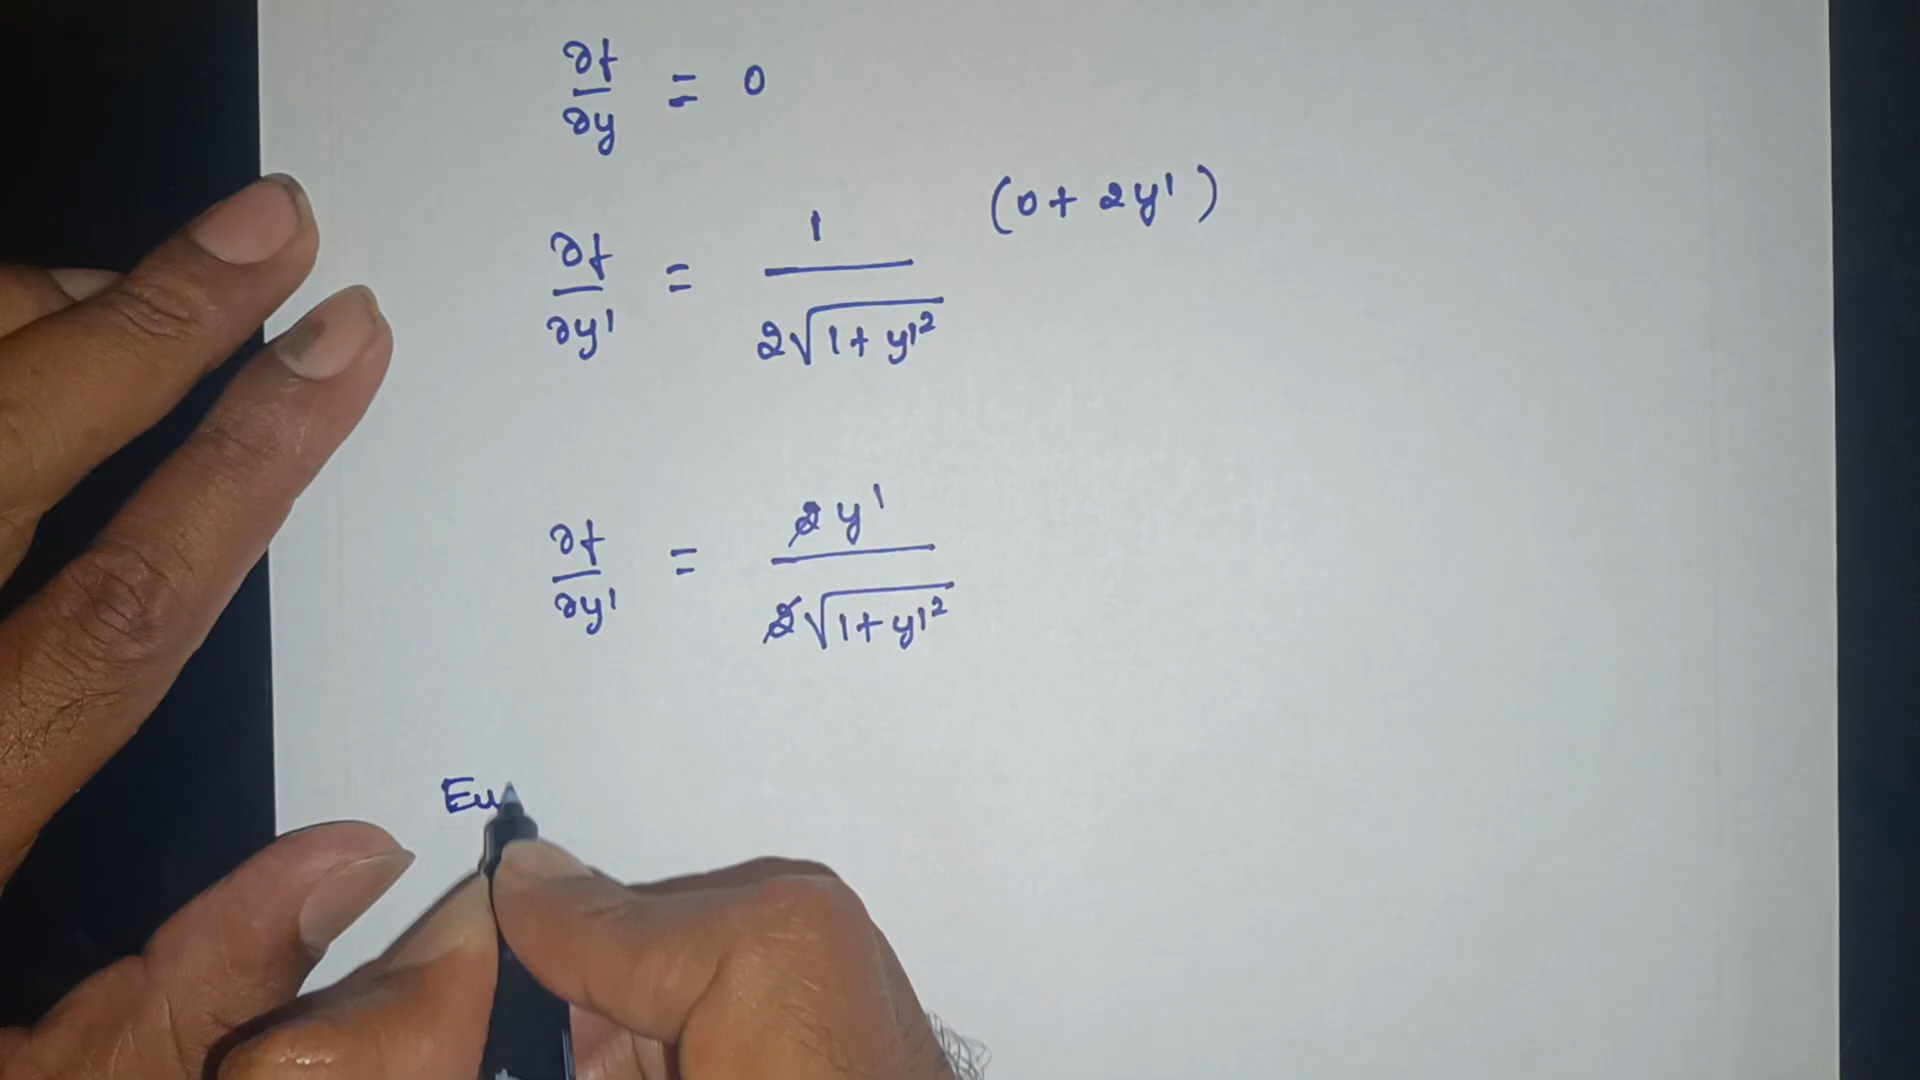 ∂f/∂y = 0
∂f/∂y' = 1/(2√(1+y'²)) (0+2y')
∂f/∂y' = 2y'/(2√(1+y'²))
Eu